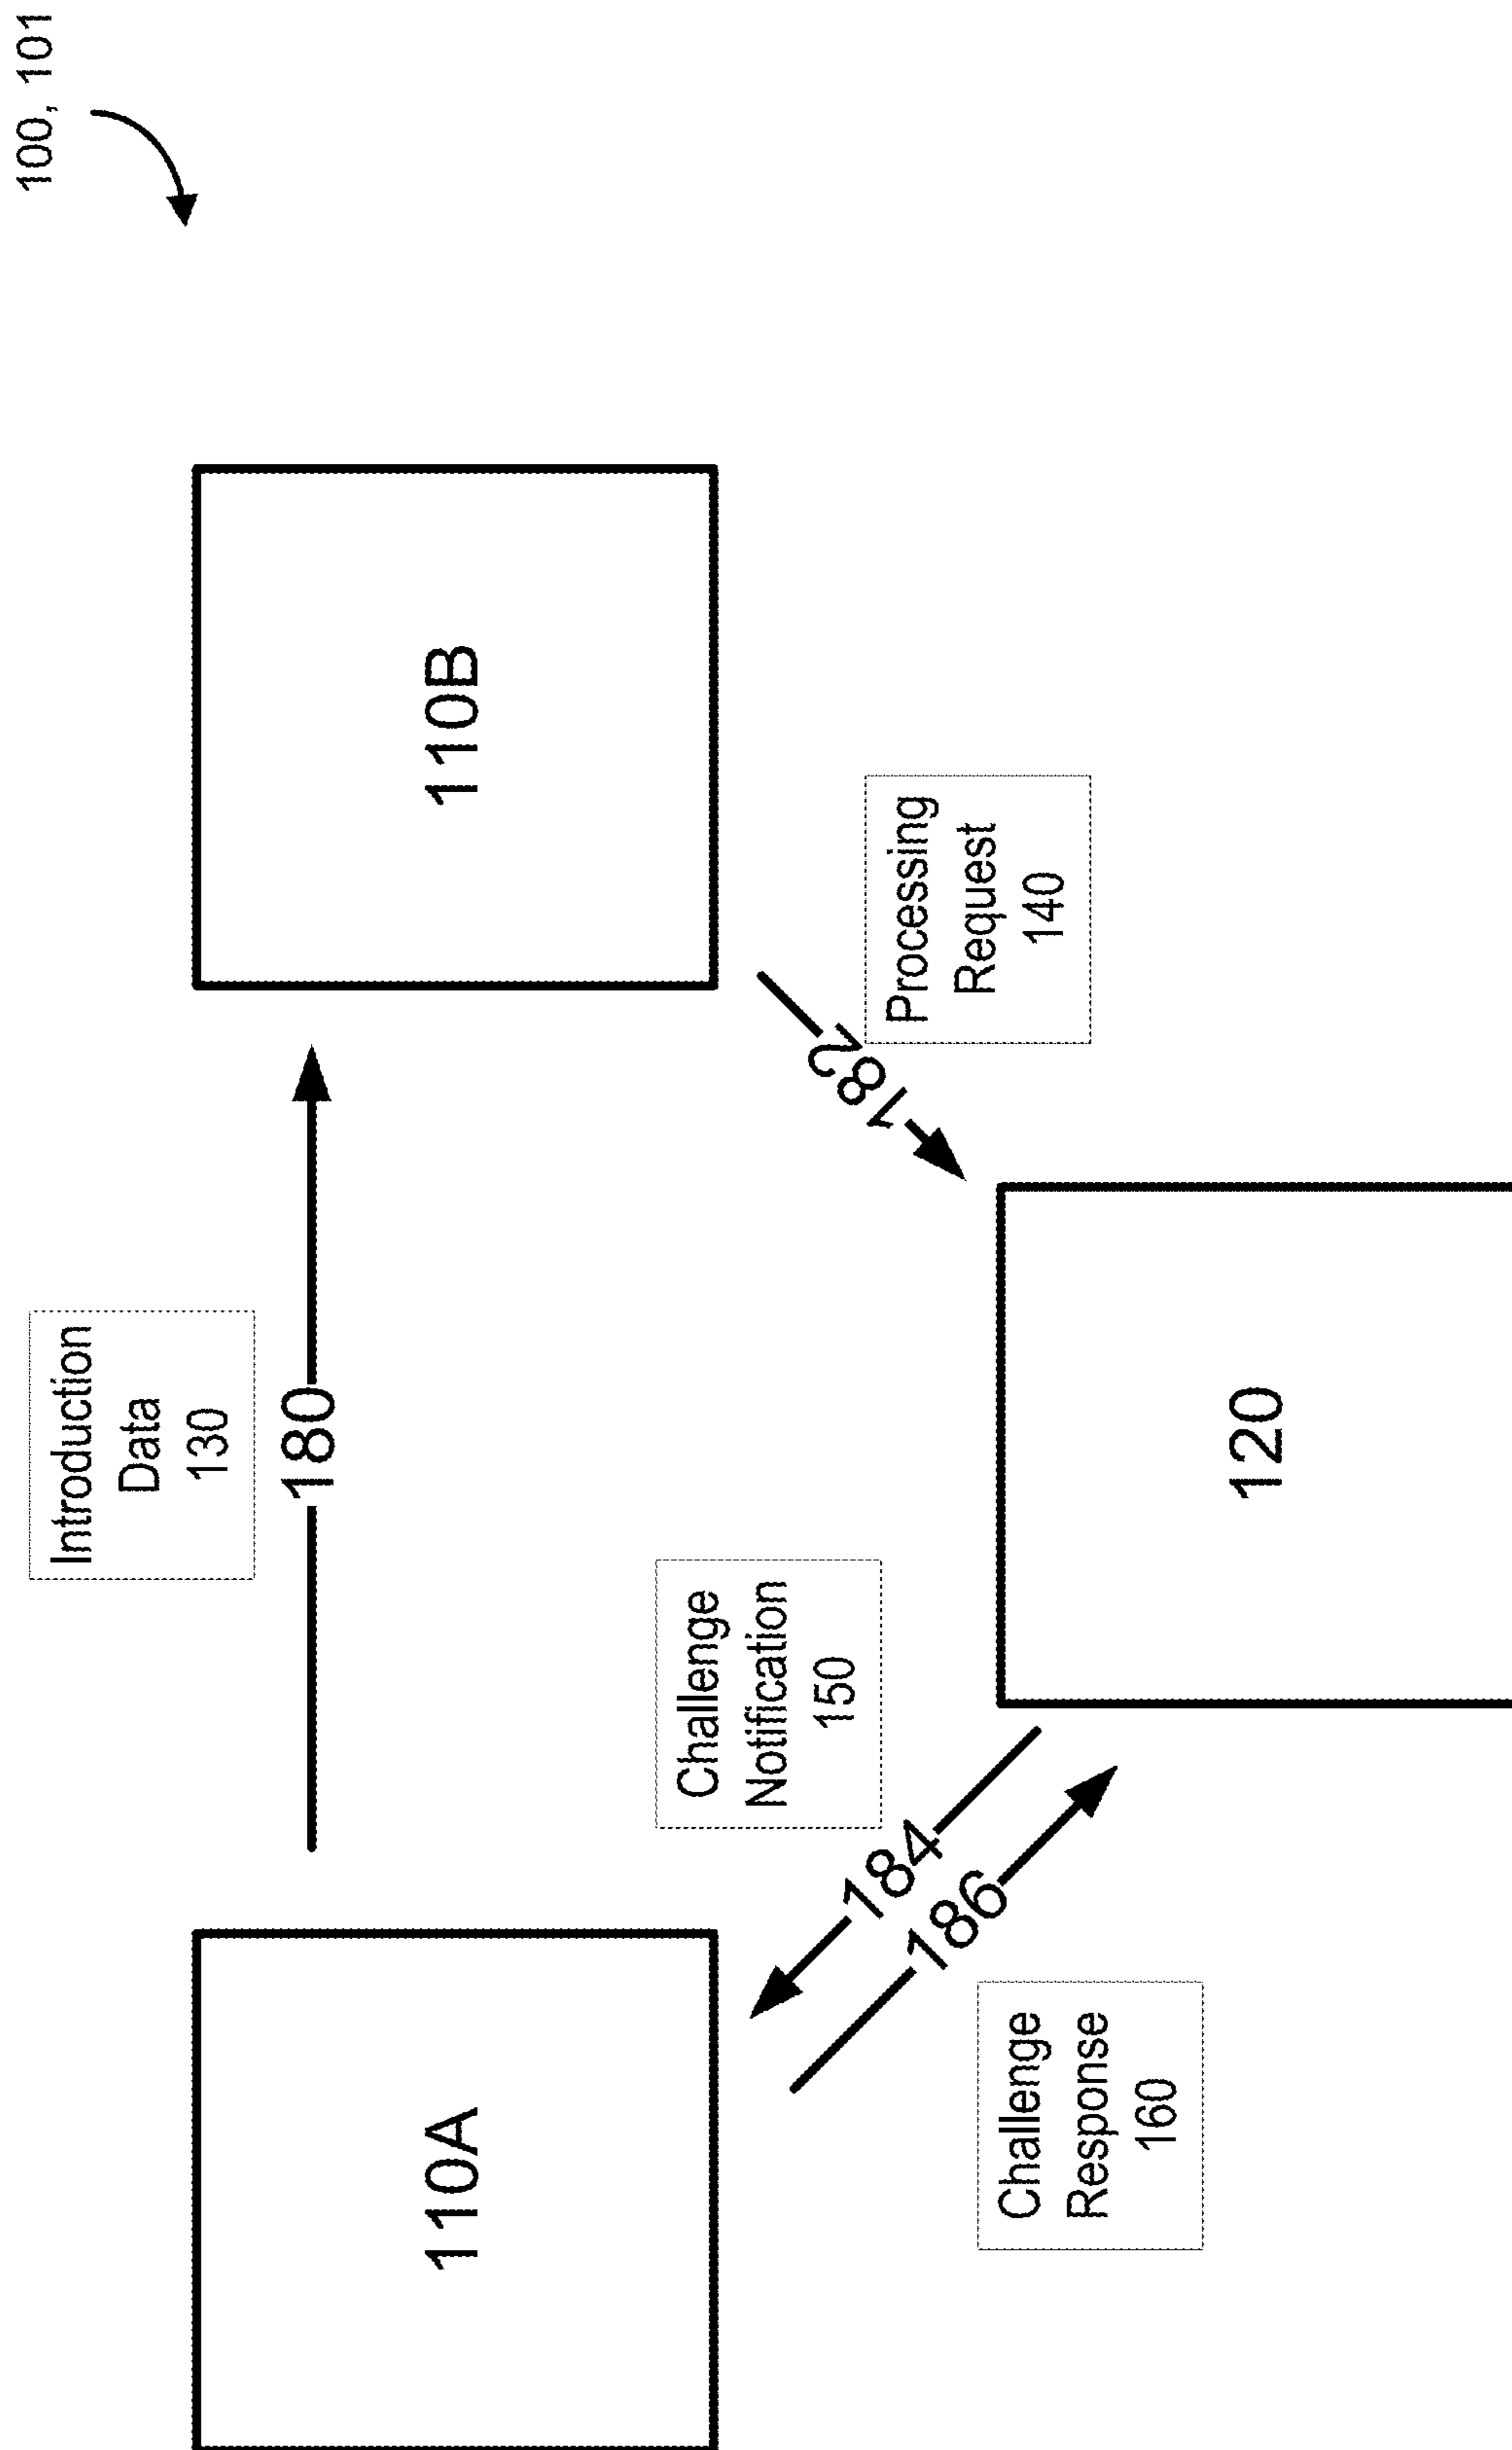 100, 101
Introduction
Data
130
180
110A
110B
Challenge
Notification
150
Processing
Request
140
182
184
186
Challenge
Response
160
120